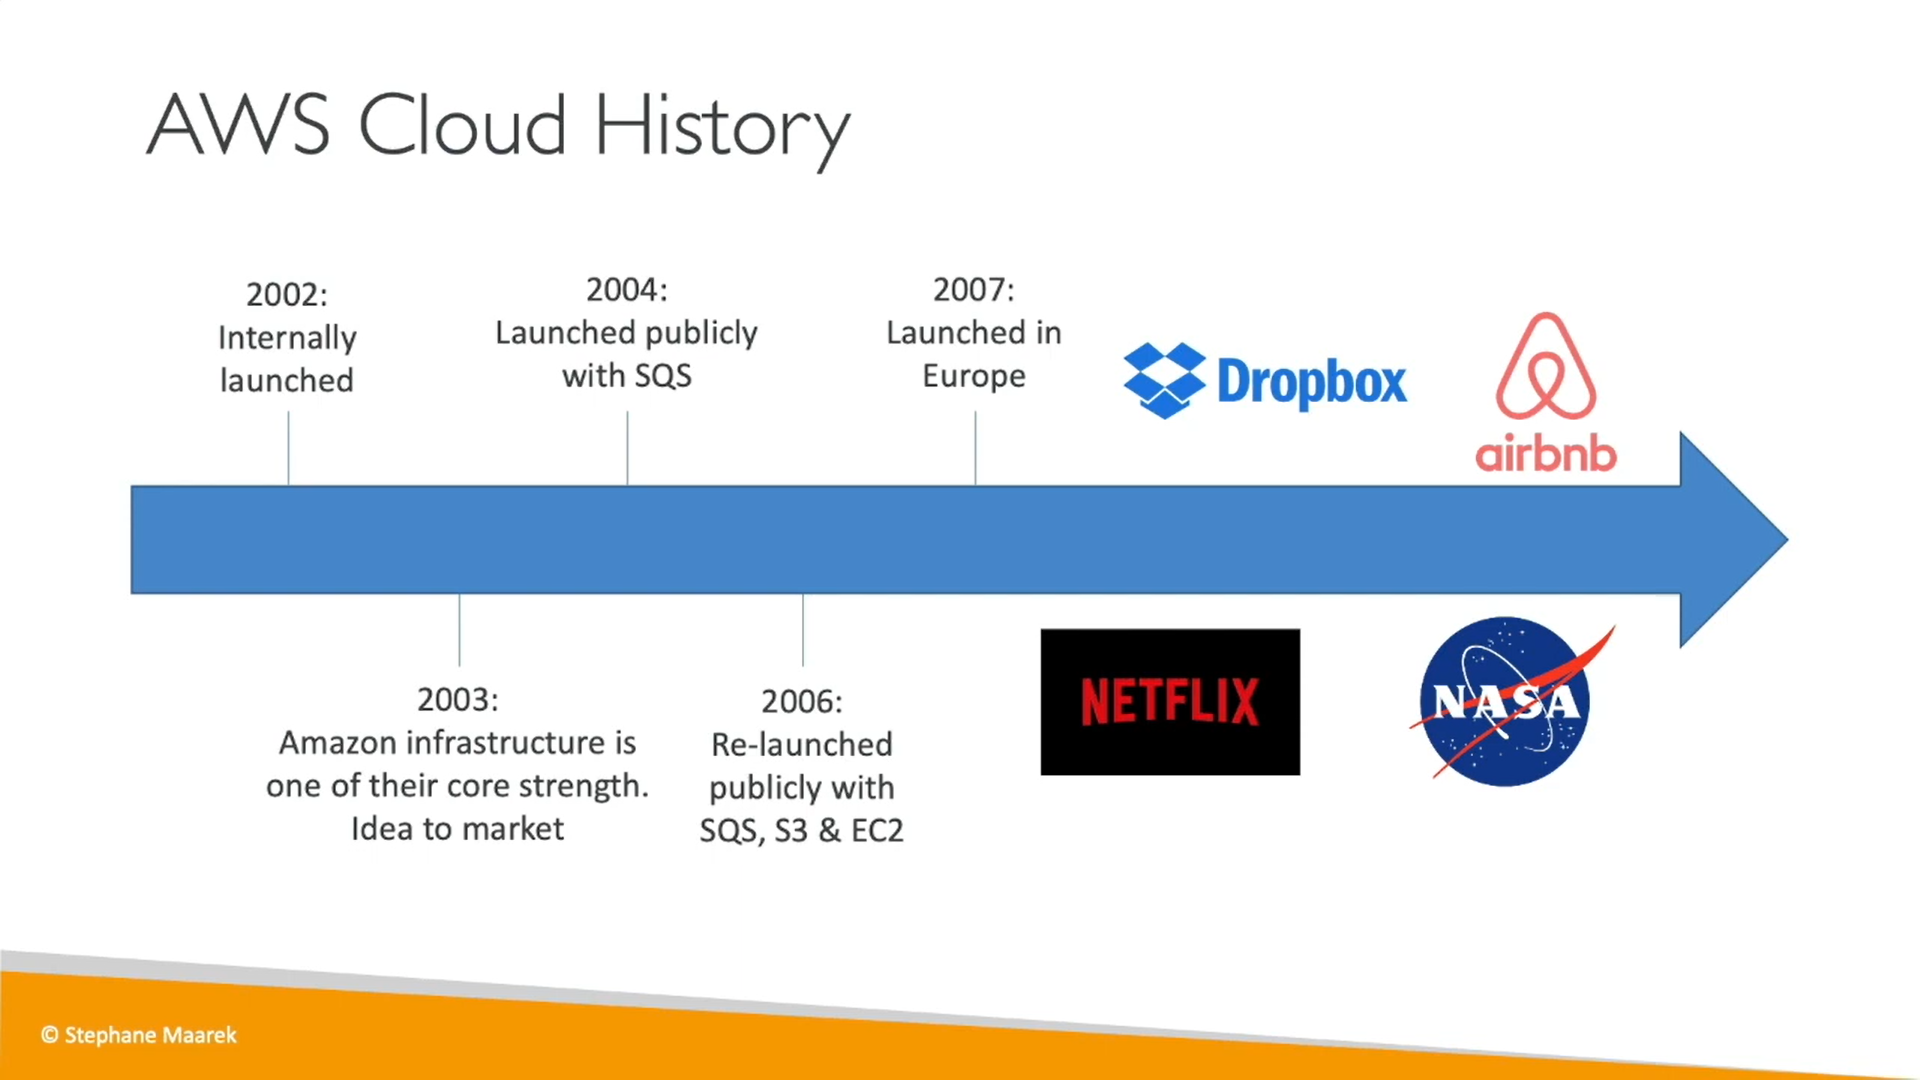 AWS Cloud History
2002:
Internally
launched
2003:
Amazon infrastructure is
one of their core strength.
Idea to market
2004:
Launched publicly
with SQS
2006:
Re-launched
publicly with
SQS, S3 & EC2
2007:
Launched in
Europe
Dropbox
airbnb
NETFLIX
NASA
© Stephane Maarek